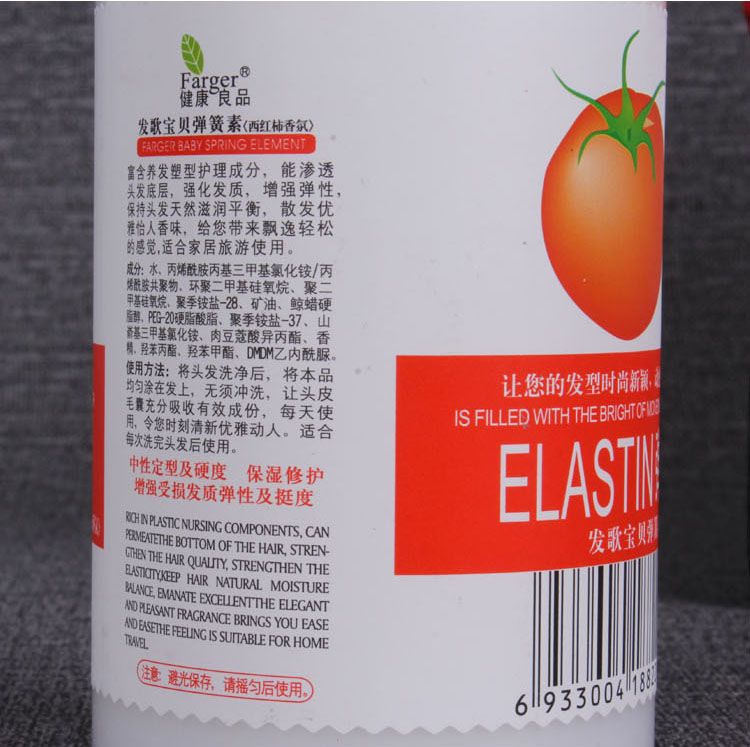 Farger®
健康良品
发歌宝贝弹簧素(西红柿香氛)
FARGER BABY SPRING ELEMENT
富含养发塑型护理成分，能渗透
头发底层，强化发质，增强弹性，
保持头发天然滋润平衡，散发优
雅怡人香味，给您带来飘逸轻松
的感觉,适合家居旅游使用。
成分：水、丙烯酰胺丙基三甲基氯化铵/丙
烯酰胺共聚物、环聚二甲基硅氧烷、聚二
甲基硅氧烷、聚季铵盐-28、矿油、鲸蜡硬
脂醇、PEG-20硬脂酸酯、聚季铵盐-37、山
嵛基三甲基氯化铵、肉豆蔻酸异丙酯、香
精、羟苯丙酯、羟苯甲酯、DMDM乙内酰脲。
使用方法：将头发洗净后，将本品
均匀涂在发上，无须冲洗，让头皮
毛囊充分吸收有效成份，每天使
用，令您时刻清新优雅动人。适合
每次洗完头发后使用。
中性定型及硬度 保湿修护
增强受损发质弹性及挺度
RICH IN PLASTIC NURSING COMPONENTS, CAN
PERMEATETHE BOTTOM OF THE HAIR, STREN-
GTHEN THE HAIR QUALITY, STRENGTHEN THE
ELASTICITY,KEEP HAIR NATURAL MOISTURE
BALANCE, EMANATE EXCELLENTTHE ELEGANT
AND PLEASANT FRAGRANCE BRINGS YOU EASE
AND EASETHE FEELING IS SUITABLE FOR HOME
TRAVEL.
注意：避光保存，请摇匀后使用。
让您的发型时尚新颖，
IS FILLED WITH THE BRIGHT OF
ELASTIN
发歌宝贝弹
6 933004 188